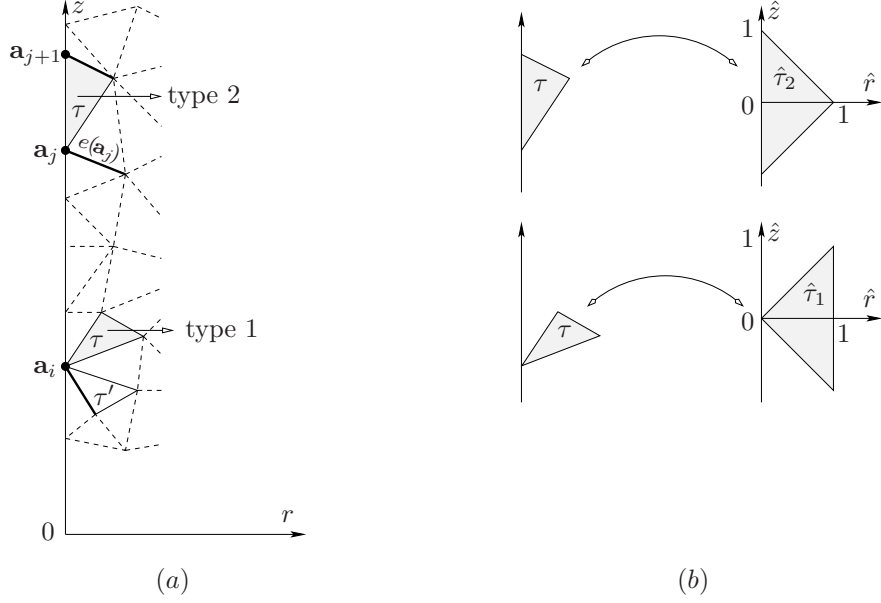 z
a_{j+1}
τ
type 2
a_j
e(a_j)
τ
type 1
a_i
τ′
0
r
(a)
τ
1
ẑ
τ̂_2
r̂
0
1
τ
1
ẑ
τ̂_1
r̂
0
1
(b)